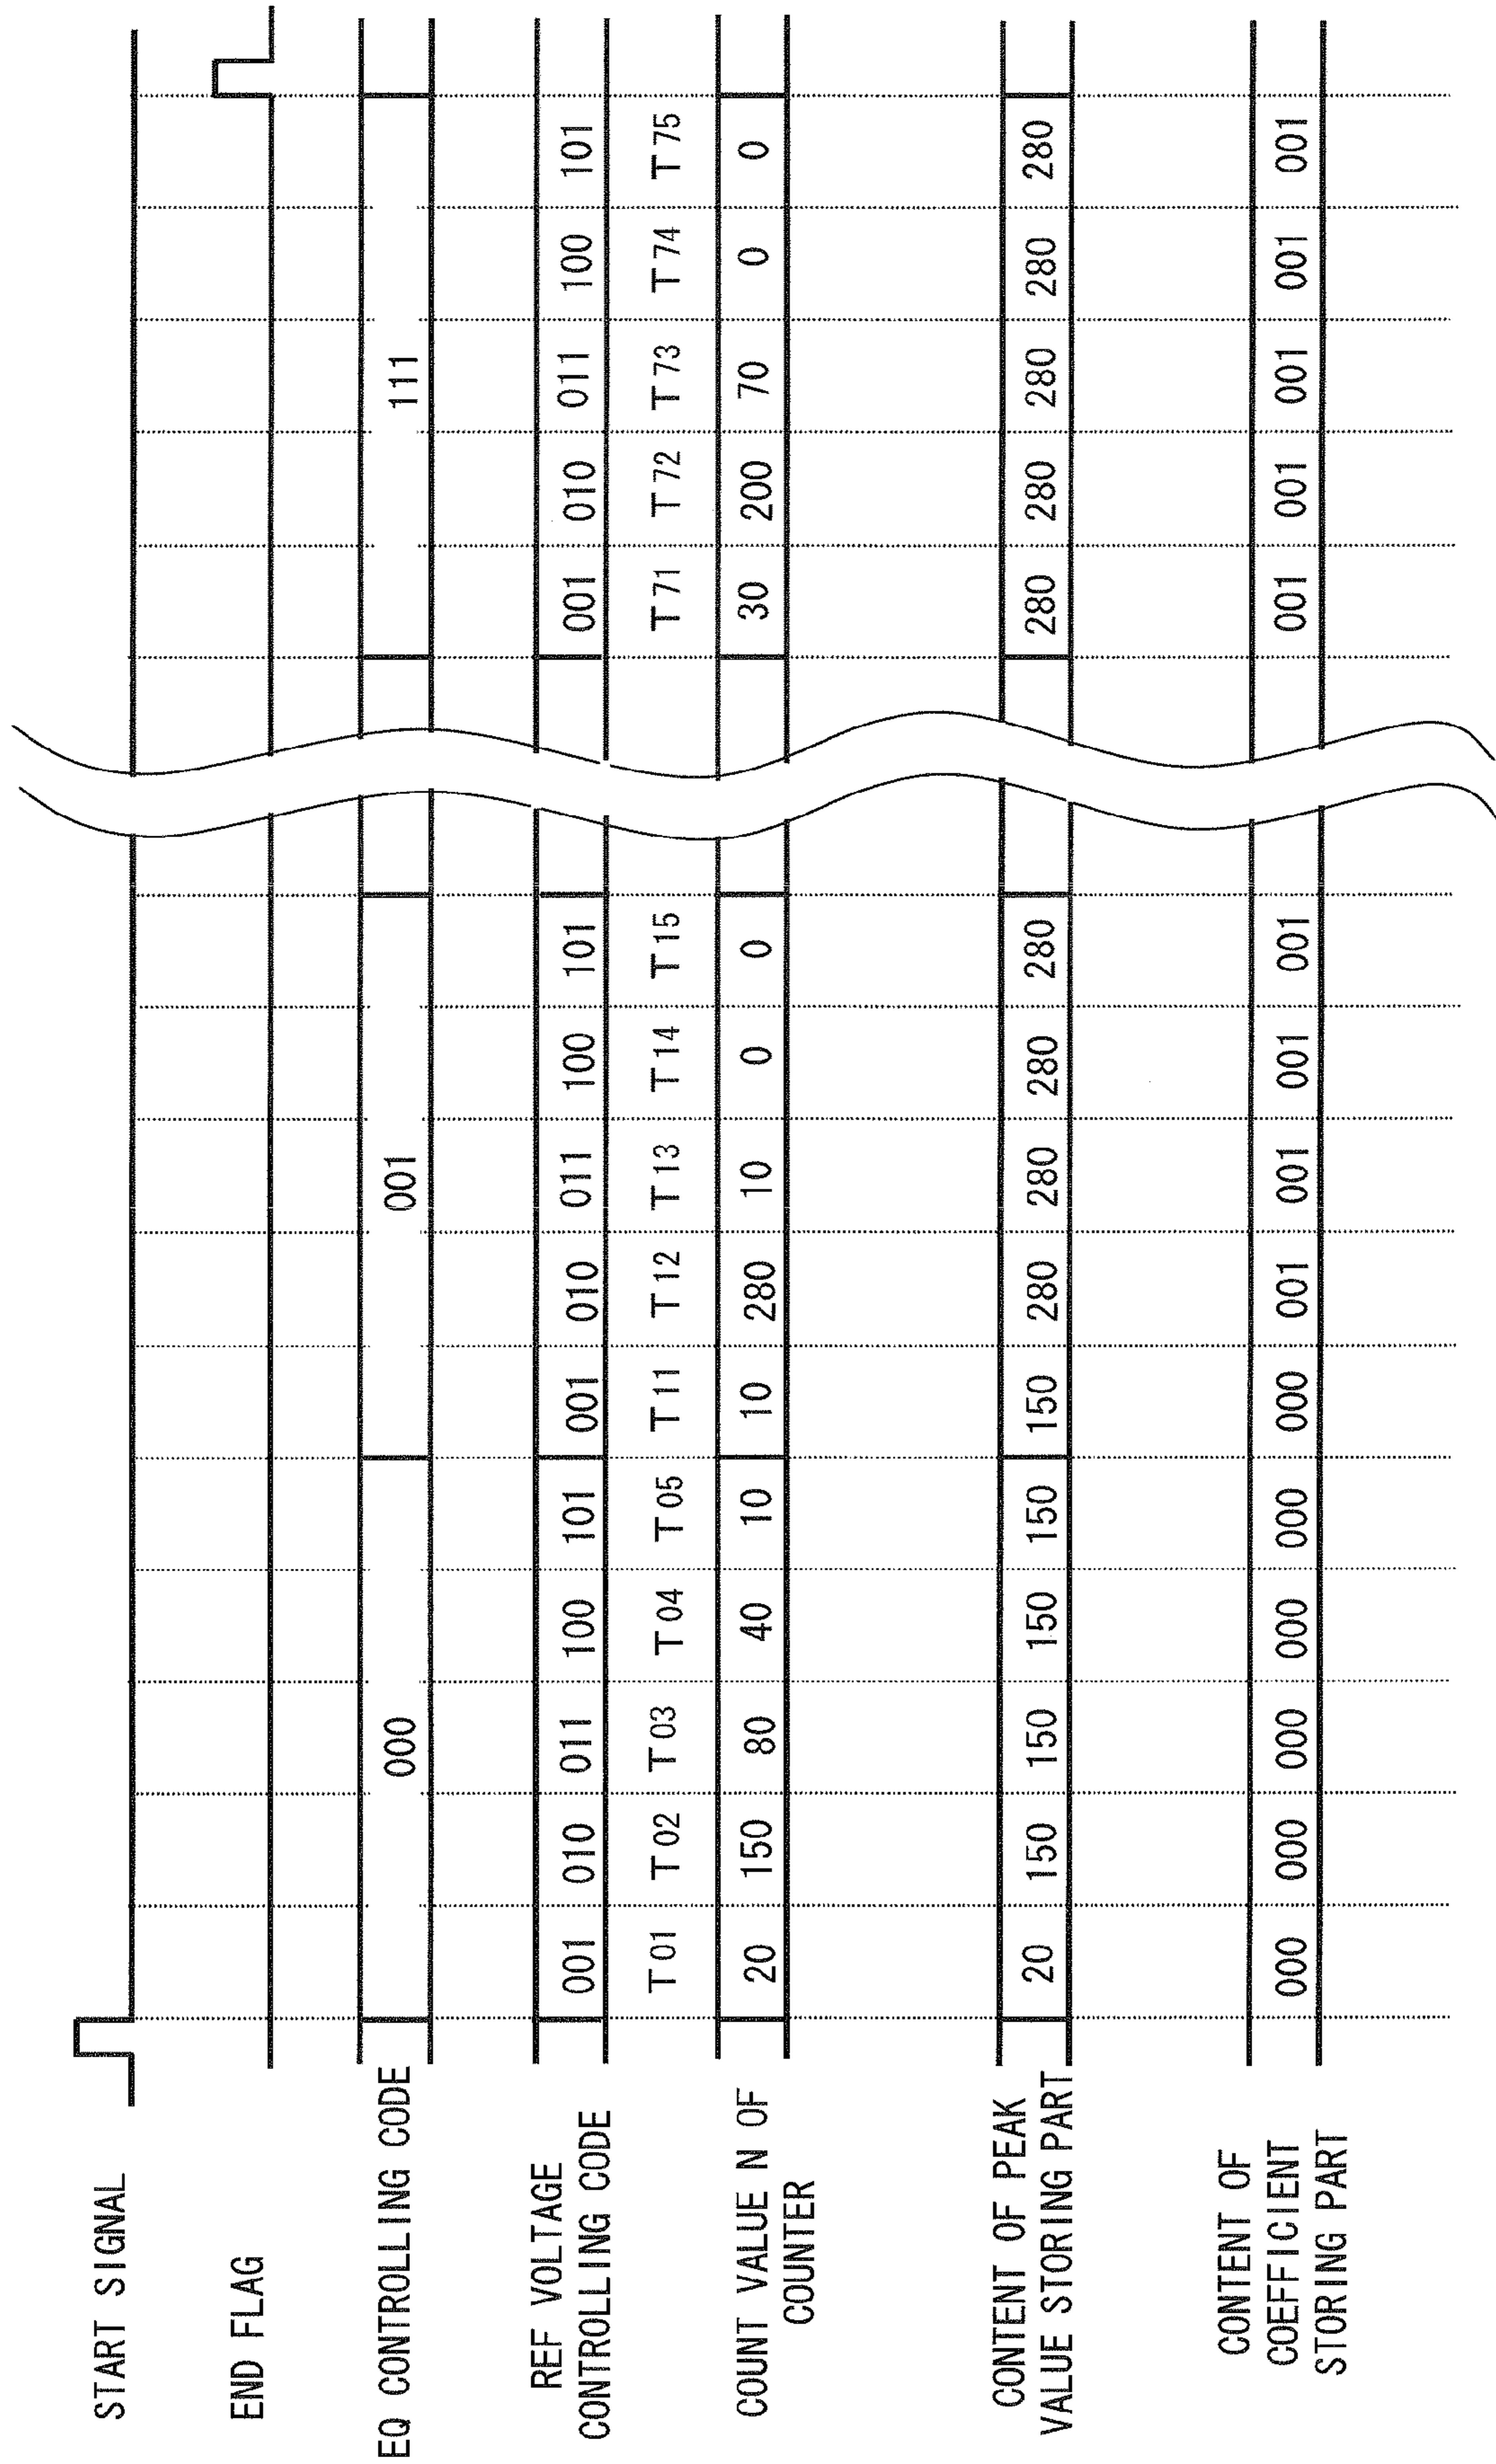 START SIGNAL
END FLAG
EQ CONTROLLING CODE
000 001 111
REF VOLTAGE
CONTROLLING CODE
001 010 011 100 101 001 010 011 100 101 001 010 011 100 101
T01 T02 T03 T04 T05 T11 T12 T13 T14 T15 T71 T72 T73 T74 T75
COUNT VALUE N OF
COUNTER
20 150 80 40 10 10 280 10 0 0 30 200 70 0 0
CONTENT OF PEAK
VALUE STORING PART
20 150 150 150 150 150 280 280 280 280 280 280 280 280 280
CONTENT OF
COEFFICIENT
STORING PART
000 000 000 000 000 000 001 001 001 001 001 001 001 001 001